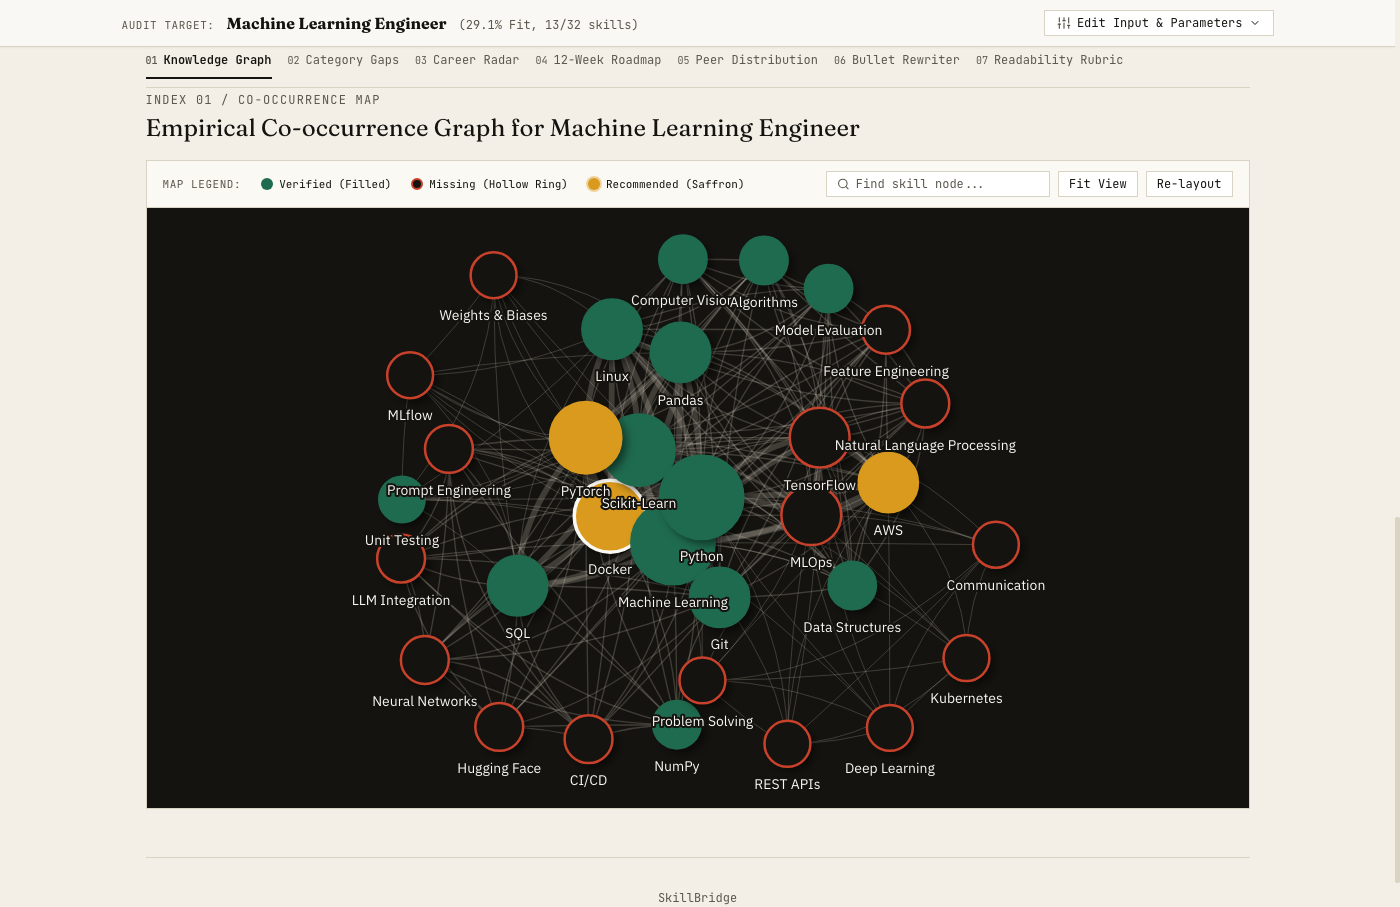 AUDIT TARGET: Machine Learning Engineer (29.1% Fit, 13/32 skills)
Edit Input & Parameters
01 Knowledge Graph 02 Category Gaps 03 Career Radar 04 12-Week Roadmap 05 Peer Distribution 06 Bullet Rewriter 07 Readability Rubric
INDEX 01 / CO-OCCURRENCE MAP
Empirical Co-occurrence Graph for Machine Learning Engineer
MAP LEGEND: Verified (Filled) Missing (Hollow Ring) Recommended (Saffron)
Find skill node...
Fit View
Re-layout
Computer Vision
Algorithms
Weights & Biases
Model Evaluation
Feature Engineering
Linux
Pandas
MLflow
Natural Language Processing
Prompt Engineering
PyTorch
Scikit-Learn
TensorFlow
AWS
Unit Testing
Python
MLOps
Docker
Communication
LLM Integration
Machine Learning
SQL
Data Structures
Git
Neural Networks
Kubernetes
Problem Solving
Hugging Face
CI/CD
NumPy
REST APIs
Deep Learning
SkillBridge